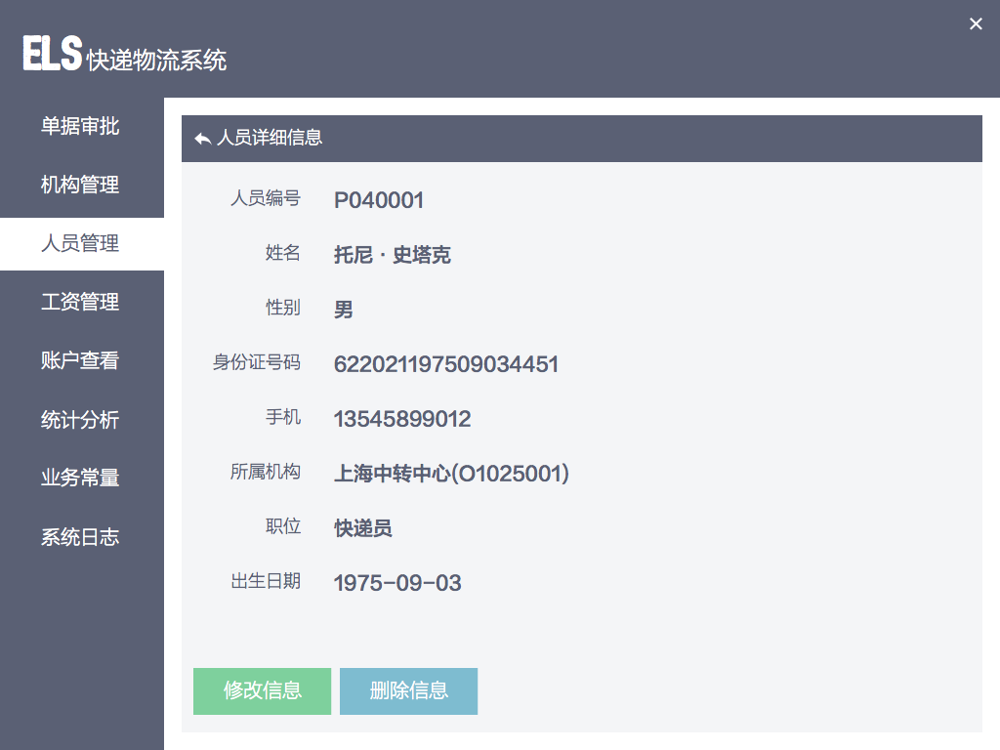 ×
ELS快递物流系统
单据审批
机构管理
人员管理
工资管理
账户查看
统计分析
业务常量
系统日志
人员详细信息
人员编号 P040001
姓名 托尼·史塔克
性别 男
身份证号码 622021197509034451
手机 13545899012
所属机构 上海中转中心(O1025001)
职位 快递员
出生日期 1975-09-03
修改信息 删除信息